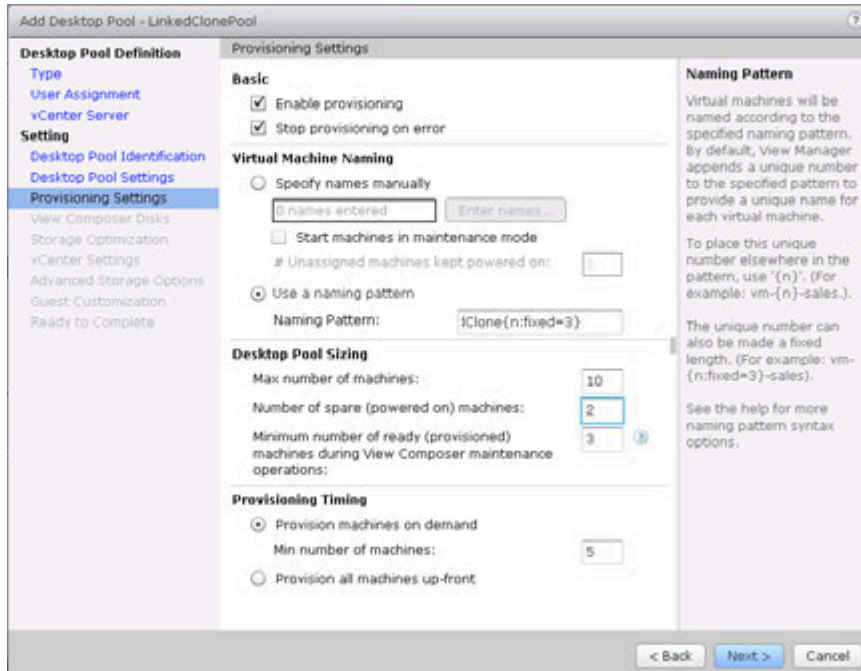 Add Desktop Pool - LinkedClonePool
?
Desktop Pool Definition
Type
User Assignment
vCenter Server
Setting
Desktop Pool Identification
Desktop Pool Settings
Provisioning Settings
View Composer Disks
Storage Optimization
vCenter Settings
Advanced Storage Options
Guest Customization
Ready to Complete
Provisioning Settings
Basic
Enable provisioning
Stop provisioning on error
Virtual Machine Naming
Specify names manually
0 names entered
Enter names...
Start machines in maintenance mode
# Unassigned machines kept powered on:
1
Use a naming pattern
Naming Pattern:
IClone{n:fixed=3}
Desktop Pool Sizing
Max number of machines:
10
Number of spare (powered on) machines:
2
Minimum number of ready (provisioned)
machines during View Composer maintenance
operations:
3
?
Provisioning Timing
Provision machines on demand
Min number of machines:
5
Provision all machines up-front
Naming Pattern
Virtual machines will be
named according to the
specified naming pattern.
By default, View Manager
appends a unique number
to the specified pattern to
provide a unique name for
each virtual machine.
To place this unique
number elsewhere in the
pattern, use '{n}'. (For
example: vm-{n}-sales.).
The unique number can
also be made a fixed
length. (For example: vm-
{n:fixed=3}-sales).
See the help for more
naming pattern syntax
options.
< Back
Next >
Cancel